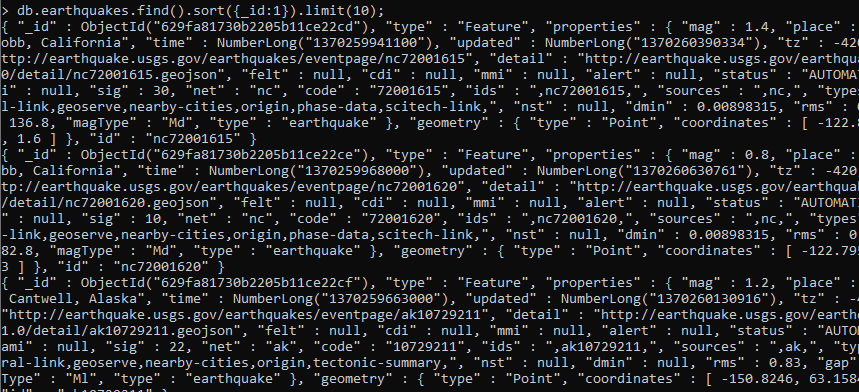 > db.earthquakes.find().sort({_id:1}).limit(10);
{ "_id" : ObjectId("629fa81730b2205b11ce22cd"), "type" : "Feature", "properties" : { "mag" : 1.4, "place" :
obb, California", "time" : NumberLong("1370259941100"), "updated" : NumberLong("1370260390334"), "tz" : -420
ttp://earthquake.usgs.gov/earthquakes/eventpage/nc72001615", "detail" : "http://earthquake.usgs.gov/earthqua
0/detail/nc72001615.geojson", "felt" : null, "cdi" : null, "mmi" : null, "alert" : null, "status" : "AUTOMAT
i" : null, "sig" : 30, "net" : "nc", "code" : "72001615", "ids" : ",nc72001615,", "sources" : ",nc,", "types
l-link,geoserve,nearby-cities,origin,phase-data,scitech-link,", "nst" : null, "dmin" : 0.00898315, "rms" : 0
 136.8, "magType" : "Md", "type" : "earthquake" }, "geometry" : { "type" : "Point", "coordinates" : [ -122.8
, 1.6 ] }, "id" : "nc72001615" }
{ "_id" : ObjectId("629fa81730b2205b11ce22ce"), "type" : "Feature", "properties" : { "mag" : 0.8, "place" :
bb, California", "time" : NumberLong("1370259968000"), "updated" : NumberLong("1370260630761"), "tz" : -420,
tp://earthquake.usgs.gov/earthquakes/eventpage/nc72001620", "detail" : "http://earthquake.usgs.gov/earthquak
/detail/nc72001620.geojson", "felt" : null, "cdi" : null, "mmi" : null, "alert" : null, "status" : "AUTOMATI
" : null, "sig" : 10, "net" : "nc", "code" : "72001620", "ids" : ",nc72001620,", "sources" : ",nc,", "types"
-link,geoserve,nearby-cities,origin,phase-data,scitech-link,", "nst" : null, "dmin" : 0.00898315, "rms" : 0.
82.8, "magType" : "Md", "type" : "earthquake" }, "geometry" : { "type" : "Point", "coordinates" : [ -122.795
3 ] }, "id" : "nc72001620" }
{ "_id" : ObjectId("629fa81730b2205b11ce22cf"), "type" : "Feature", "properties" : { "mag" : 1.2, "place" :
 Cantwell, Alaska", "time" : NumberLong("1370259663000"), "updated" : NumberLong("1370260130916"), "tz" : -4
"http://earthquake.usgs.gov/earthquakes/eventpage/ak10729211", "detail" : "http://earthquake.usgs.gov/earthq
1.0/detail/ak10729211.geojson", "felt" : null, "cdi" : null, "mmi" : null, "alert" : null, "status" : "AUTOM
ami" : null, "sig" : 22, "net" : "ak", "code" : "10729211", "ids" : ",ak10729211,", "sources" : ",ak,", "typ
ral-link,geoserve,nearby-cities,origin,tectonic-summary,", "nst" : null, "dmin" : null, "rms" : 0.83, "gap"
Type" : "Ml", "type" : "earthquake" }, "geometry" : { "type" : "Point", "coordinates" : [ -150.8246, 63.158